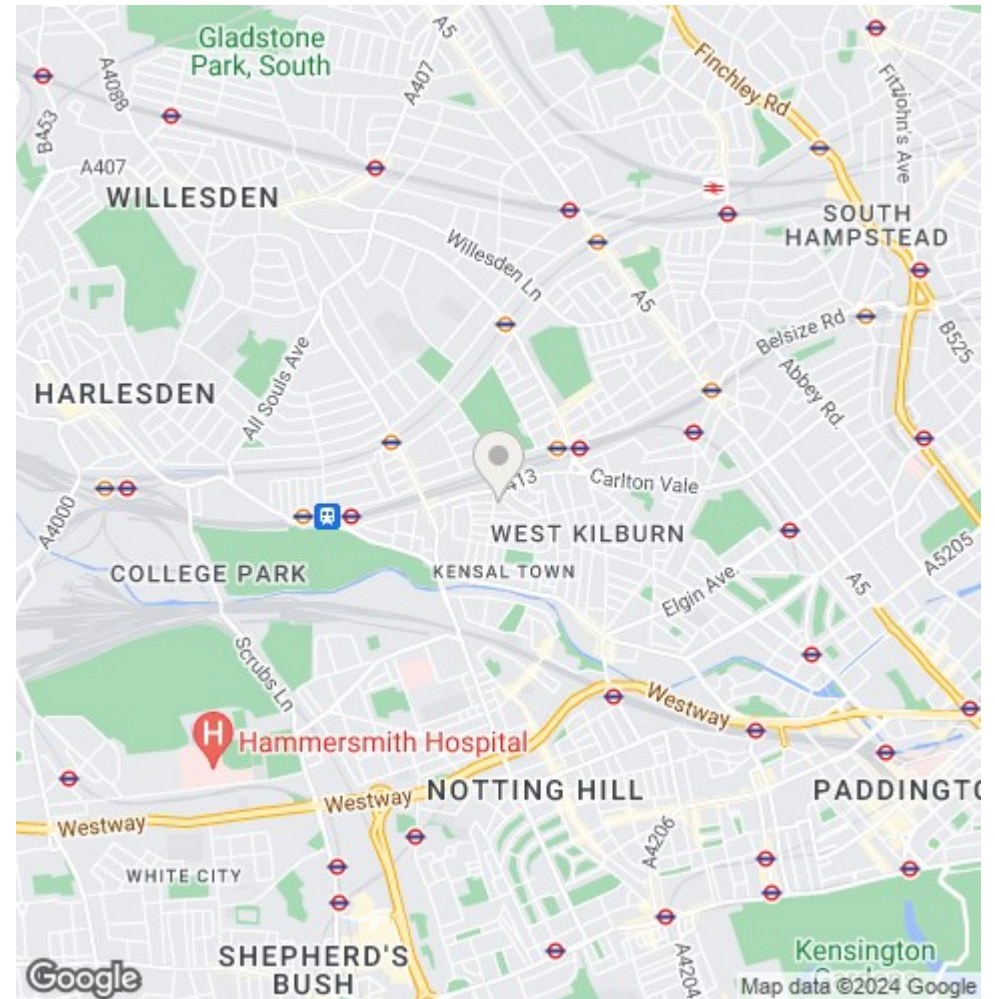 Gladstone
Park, South
A5
A407
A4088
B453
A407
WILLESDEN
Finchley Rd
Fitzjohn's Ave
SOUTH
HAMPSTEAD
Willesden Ln
A5
Belsize Rd
B525
Abbey Rd.
HARLESDEN
All Souls Ave
A4000
413
Carlton Vale
WEST KILBURN
COLLEGE PARK
KENSAL TOWN
Elgin Ave.
A5
A5205
Scrubs Ln
Westway
H
Hammersmith Hospital
NOTTING HILL
PADDINGTO
Westway
Westway
A4206
WHITE CITY
SHEPHERD'S
BUSH
A4204
Kensington
Gardens
Google
Map data ©2024 Google